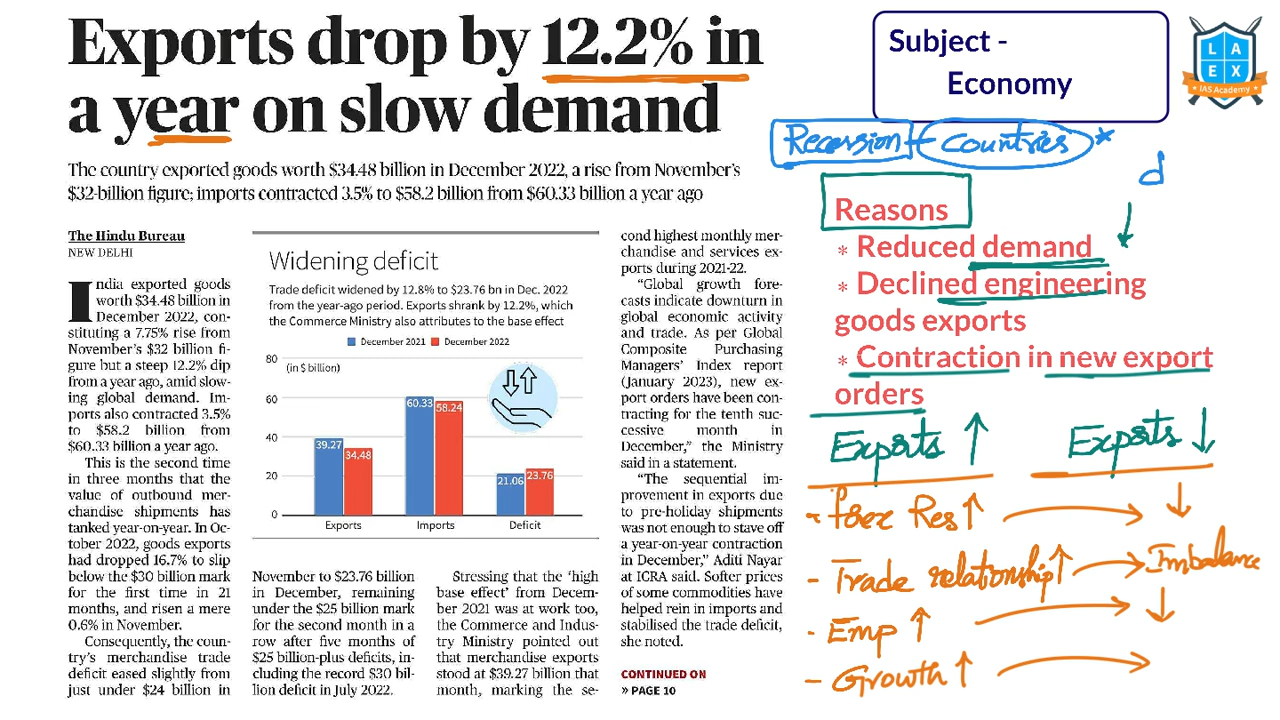 Exports drop by 12.2% in
a year on slow demand
The country exported goods worth $34.48 billion in December 2022, a rise from November's
$32-billion figure; imports contracted 3.5% to $58.2 billion from $60.33 billion a year ago
The Hindu Bureau
NEW DELHI
India exported goods
worth $34.48 billion in
December 2022, con-
stituting a 7.75% rise from
November's $32 billion fi-
gure but a steep 12.2% dip
from a year ago, amid slow-
ing global demand. Im-
ports also contracted 3.5%
to $58.2 billion from
$60.33 billion a year ago.
This is the second time
in three months that the
value of outbound mer-
chandise shipments has
tanked year-on-year. In Oc-
tober 2022, goods exports
had dropped 16.7% to slip
below the $30 billion mark
for the first time in 21
months, and risen a mere
0.6% in November.
Consequently, the coun-
try's merchandise trade
deficit eased slightly from
just under $24 billion in
Widening deficit
Trade deficit widened by 12.8% to $23.76 bn in Dec. 2022
from the year-ago period. Exports shrank by 12.2%, which
the Commerce Ministry also attributes to the base effect
December 2021 December 2022
(in $ billion)
80
60
40
20
0
39.27 34.48
60.33 58.24
21.06 23.76
Exports Imports Deficit
November to $23.76 billion
in December, remaining
under the $25 billion mark
for the second month in a
row after five months of
$25 billion-plus deficits, in-
cluding the record $30 bil-
lion deficit in July 2022.
Stressing that the 'high
base effect' from Decem-
ber 2021 was at work too,
the Commerce and Indus-
try Ministry pointed out
that merchandise exports
stood at $39.27 billion that
month, marking the se-
cond highest monthly mer-
chandise and services ex-
ports during 2021-22.
"Global growth fore-
casts indicate downturn in
global economic activity
and trade. As per Global
Composite Purchasing
Managers' Index report
(January 2023), new ex-
port orders have been con-
tracting for the tenth suc-
cessive month in
December," the Ministry
said in a statement.
"The sequential im-
provement in exports due
to pre-holiday shipments
was not enough to stave off
a year-on-year contraction
in December," Aditi Nayar
at ICRA said. Softer prices
of some commodities have
helped rein in imports and
stabilised the trade deficit,
she noted.
CONTINUED ON
» PAGE 10
Subject -
Economy
L A
E X
IAS Academy
Recession - Countries *
d
Reasons
* Reduced demand ↓
* Declined engineering
goods exports
* Contraction in new export
orders
Exports ↑ Exports ↓
- forex Res ↑ → ↓
- Trade relationship ↑ → Imbalance
- Emp ↑ → ↓
- Growth ↑ →